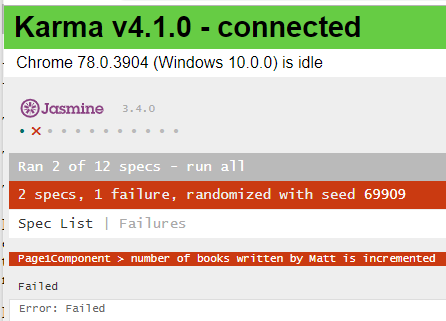 Karma v4.1.0 - connected
Chrome 78.0.3904 (Windows 10.0.0) is idle
Jasmine 3.4.0
Ran 2 of 12 specs - run all
2 specs, 1 failure, randomized with seed 69909
Spec List | Failures
Page1Component > number of books written by Matt is incremented
Failed
Error: Failed